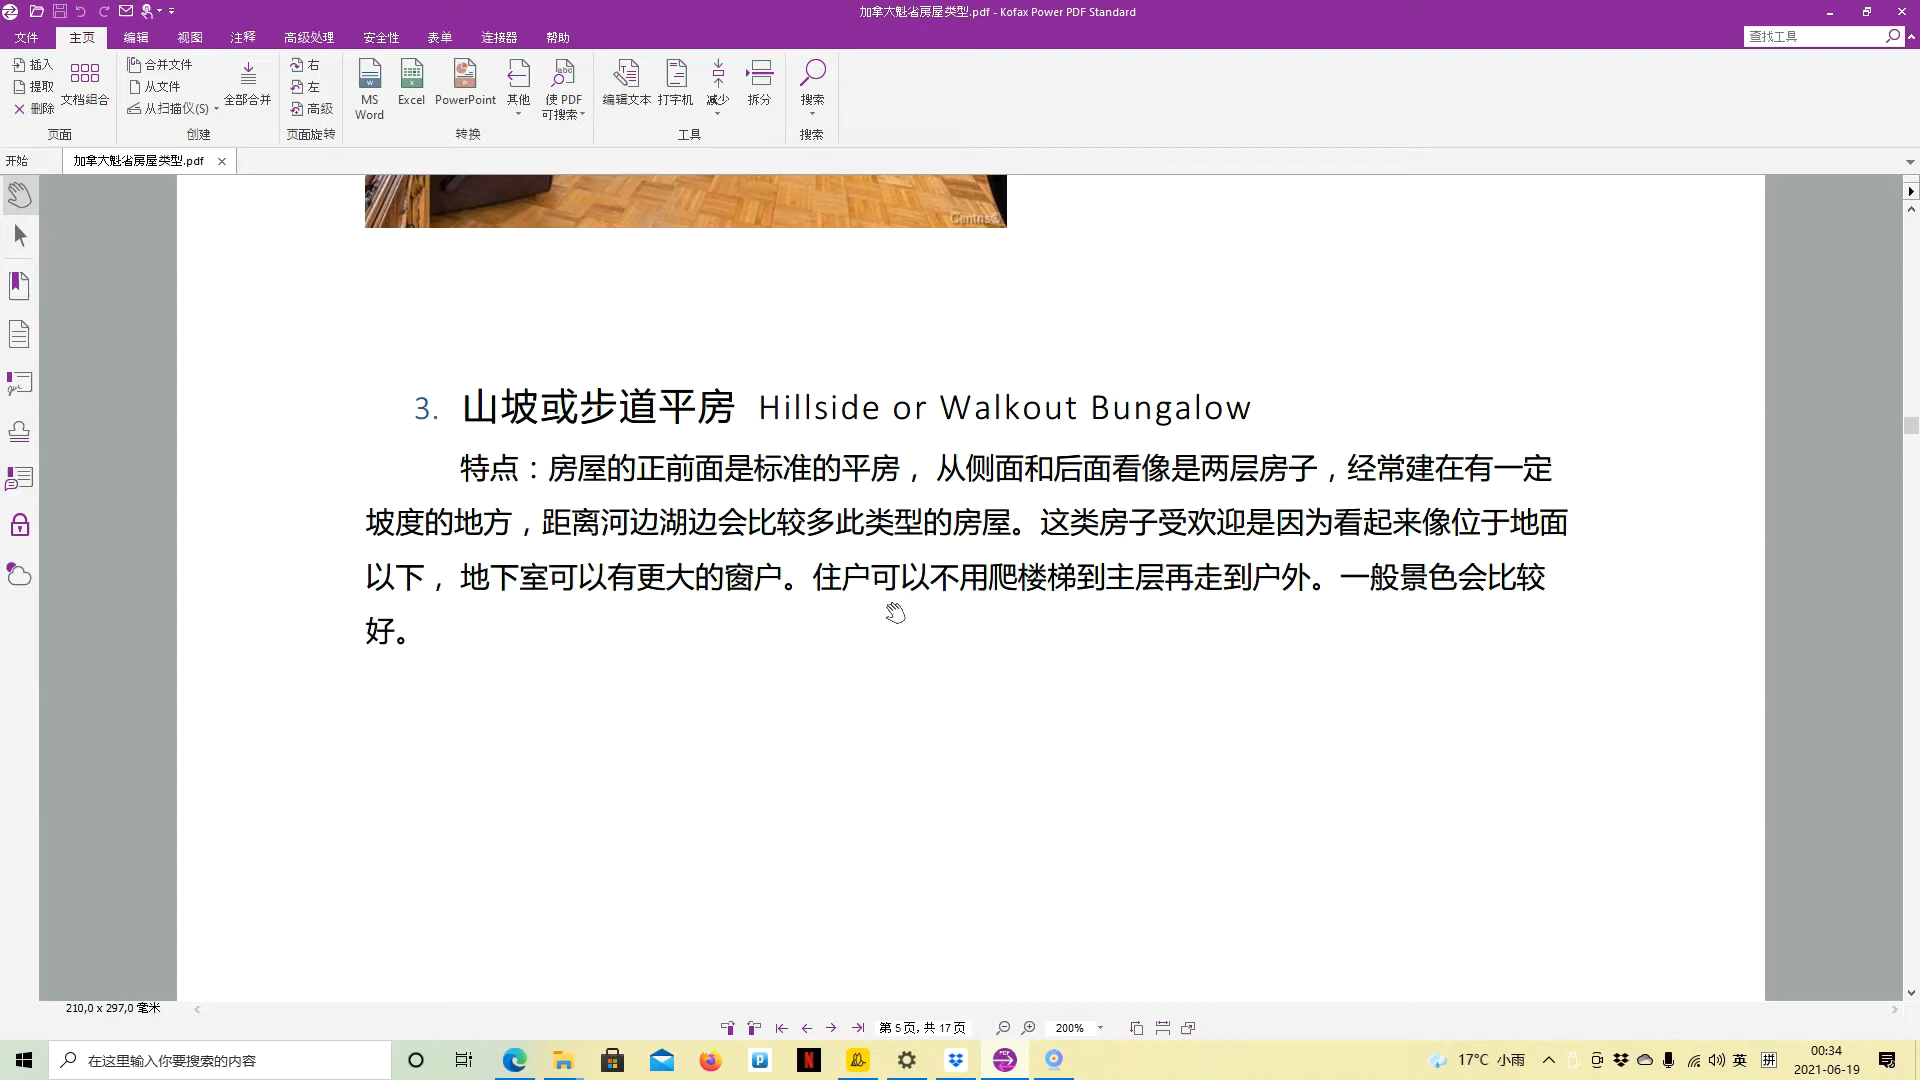 加拿大魁省房屋类型.pdf - Kofax Power PDF Standard
文件 主页 编辑 视图 注释 高级处理 安全性 表单 连接器 帮助 查找工具
插入 提取 删除 文档组合 页面
合并文件 从文件 从扫描仪(S) 全部合并 创建
右 左 高级 页面旋转
MS Word Excel PowerPoint 其他 使 PDF 可搜索 转换
编辑文本 打字机 减少 拆分 工具
搜索 搜索
开始 加拿大魁省房屋类型.pdf
Centris®
3. 山坡或步道平房 Hillside or Walkout Bungalow
特点：房屋的正前面是标准的平房， 从侧面和后面看像是两层房子，经常建在有一定
坡度的地方，距离河边湖边会比较多此类型的房屋。这类房子受欢迎是因为看起来像位于地面
以下， 地下室可以有更大的窗户。住户可以不用爬楼梯到主层再走到户外。一般景色会比较
好。
210,0 x 297,0 毫米
第 5 页, 共 17 页 200%
在这里输入你要搜索的内容
17°C 小雨 英 拼
00:34
2021-06-19